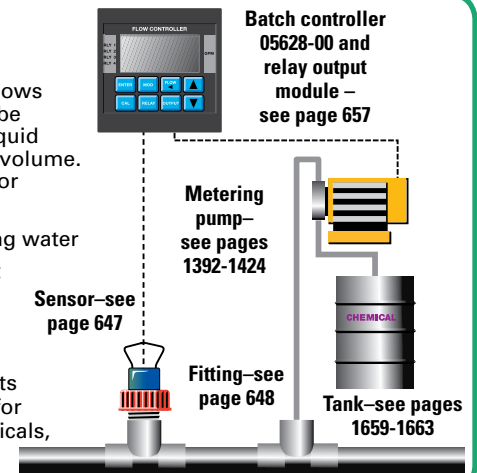 Batch controller
05628-00 and
relay output
module –
see page 657
FLOW CONTROLLER
RLY 1
RLY 2
RLY 3
RLY 4
GPM
ENTER
MOD
FLOW
CAL
RELAY
OUTPUT
ows
be
quid
volume.
or
ng water
Metering
pump–
see pages
1392-1424
Sensor–see
page 647
CHEMICAL
ts
for
icals,
Fitting–see
page 648
Tank–see pages
1659-1663